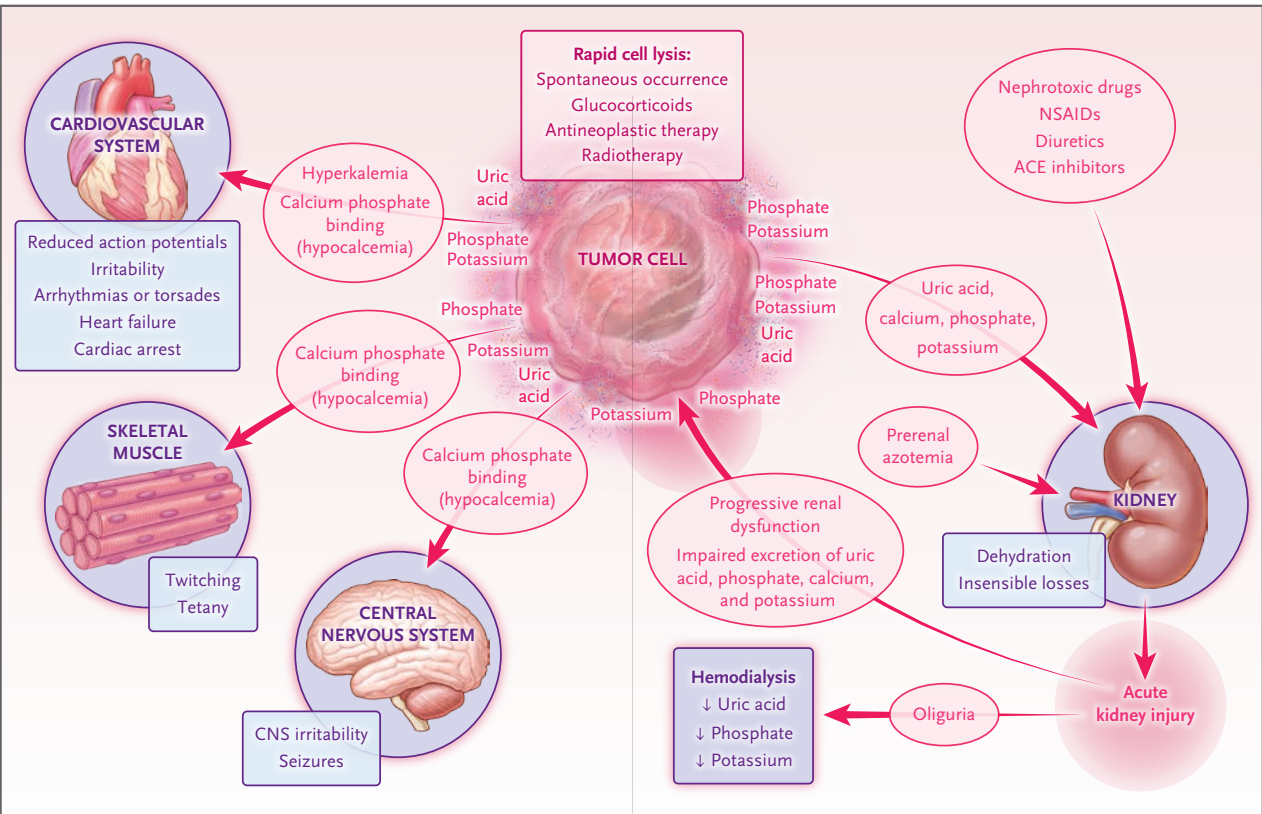 Rapid cell lysis:
Spontaneous occurrence
Glucocorticoids
Antineoplastic therapy
Radiotherapy
CARDIOVASCULAR
SYSTEM
Reduced action potentials
Irritability
Arrhythmias or torsades
Heart failure
Cardiac arrest
Hyperkalemia
Calcium phosphate
binding
(hypocalcemia)
Uric
acid
Phosphate
Potassium
TUMOR CELL
Phosphate
Potassium
Phosphate
Potassium
Uric
acid
Phosphate
Potassium
Uric
acid
Potassium
Phosphate
Nephrotoxic drugs
NSAIDs
Diuretics
ACE inhibitors
Uric acid,
calcium, phosphate,
potassium
Calcium phosphate
binding
(hypocalcemia)
SKELETAL
MUSCLE
Twitching
Tetany
Calcium phosphate
binding
(hypocalcemia)
CENTRAL
NERVOUS SYSTEM
CNS irritability
Seizures
Prerenal
azotemia
KIDNEY
Dehydration
Insensible losses
Progressive renal
dysfunction
Impaired excretion of uric
acid, phosphate, calcium,
and potassium
Acute
kidney injury
Oliguria
Hemodialysis
↓ Uric acid
↓ Phosphate
↓ Potassium